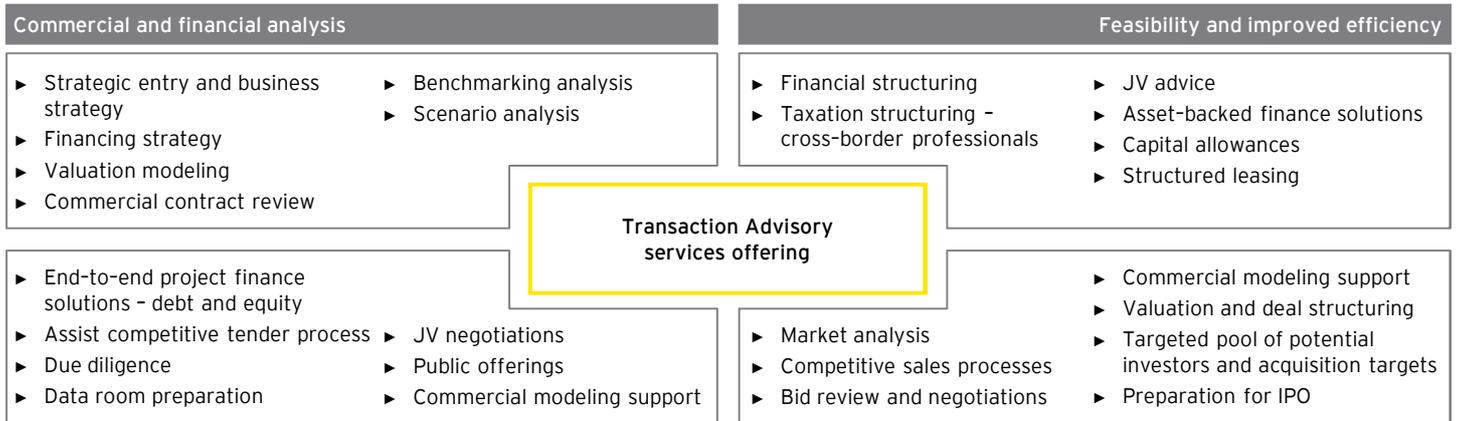 Commercial and financial analysis
► Strategic entry and business
strategy
► Financing strategy
► Valuation modeling
► Commercial contract review
► Benchmarking analysis
► Scenario analysis
Feasibility and improved efficiency
► Financial structuring
► Taxation structuring –
cross-border professionals
► JV advice
► Asset-backed finance solutions
► Capital allowances
► Structured leasing
Transaction Advisory
services offering
► End-to-end project finance
solutions – debt and equity
► Assist competitive tender process
► Due diligence
► Data room preparation
► JV negotiations
► Public offerings
► Commercial modeling support
► Market analysis
► Competitive sales processes
► Bid review and negotiations
► Commercial modeling support
► Valuation and deal structuring
► Targeted pool of potential
investors and acquisition targets
► Preparation for IPO